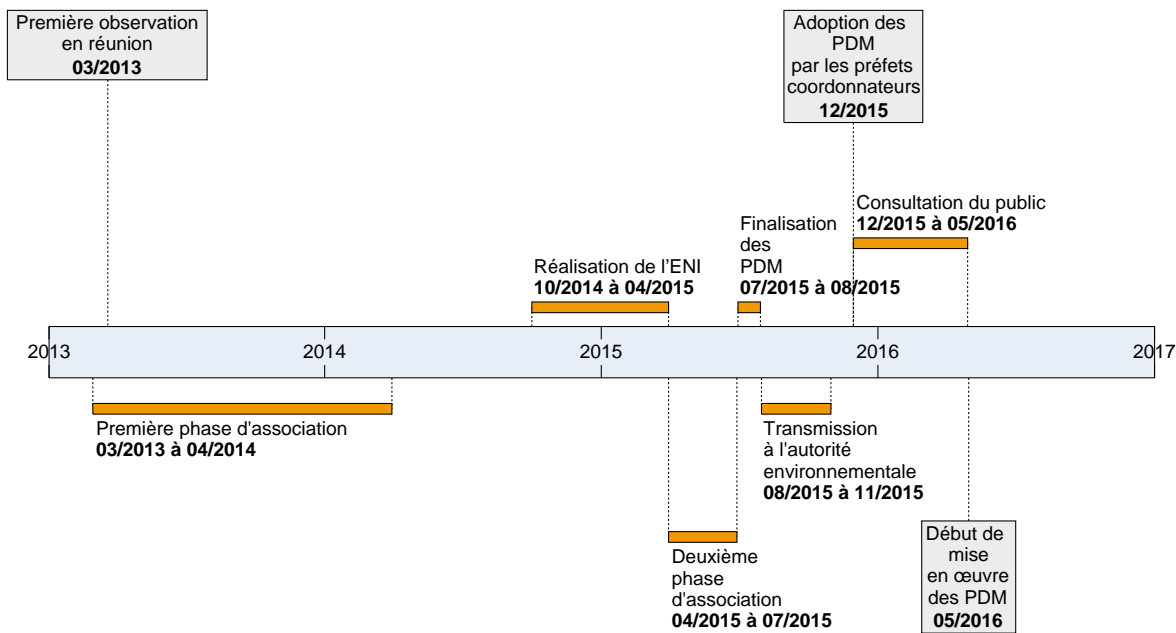 Première observation
en réunion
03/2013
Adoption des
PDM
par les préfets
coordonnateurs
12/2015
Consultation du public
12/2015 à 05/2016
Finalisation
des
PDM
07/2015 à 08/2015
Réalisation de l'ENI
10/2014 à 04/2015
2013
2014
2015
2016
2017
Première phase d'association
03/2013 à 04/2014
Transmission
à l'autorité
environnementale
08/2015 à 11/2015
Deuxième
phase
d'association
04/2015 à 07/2015
Début de
mise
en œuvre
des PDM
05/2016